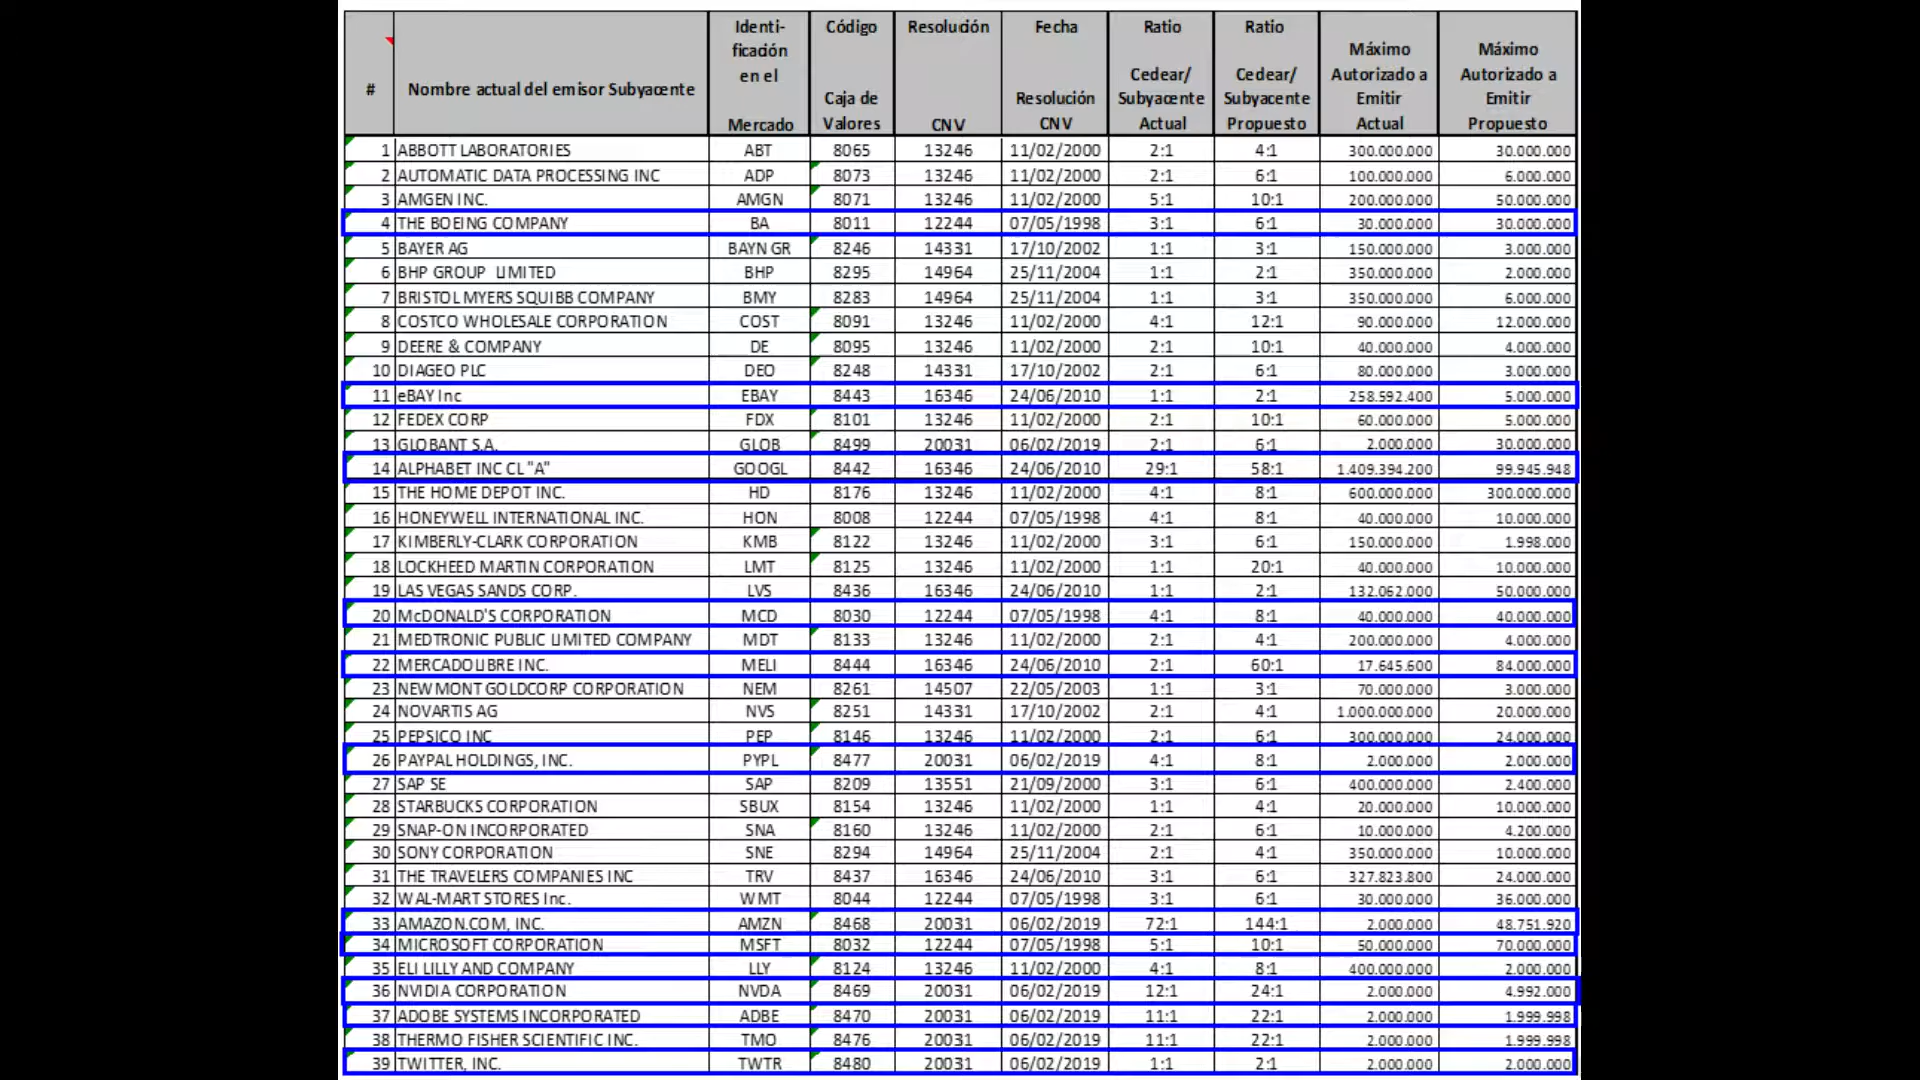 # Nombre actual del emisor Subyacente Identi-ficación en el Mercado Código Caja de Valores Resolución CNV Fecha Resolución CNV Ratio Cedear/ Subyacente Actual Ratio Cedear/ Subyacente Propuesto Máximo Autorizado a Emitir Actual Máximo Autorizado a Emitir Propuesto
1 ABBOTT LABORATORIES ABT 8065 13246 11/02/2000 2:1 4:1 300.000.000 30.000.000
2 AUTOMATIC DATA PROCESSING INC ADP 8073 13246 11/02/2000 2:1 6:1 100.000.000 6.000.000
3 AMGEN INC. AMGN 8071 13246 11/02/2000 5:1 10:1 200.000.000 50.000.000
4 THE BOEING COMPANY BA 8011 12244 07/05/1998 3:1 6:1 30.000.000 30.000.000
5 BAYER AG BAYN GR 8246 14331 17/10/2002 1:1 3:1 150.000.000 3.000.000
6 BHP GROUP LIMITED BHP 8295 14964 25/11/2004 1:1 2:1 350.000.000 2.000.000
7 BRISTOL MYERS SQUIBB COMPANY BMY 8283 14964 25/11/2004 1:1 3:1 350.000.000 6.000.000
8 COSTCO WHOLESALE CORPORATION COST 8091 13246 11/02/2000 4:1 12:1 90.000.000 12.000.000
9 DEERE & COMPANY DE 8095 13246 11/02/2000 2:1 10:1 40.000.000 4.000.000
10 DIAGEO PLC DEO 8248 14331 17/10/2002 2:1 6:1 80.000.000 3.000.000
11 eBAY Inc EBAY 8443 16346 24/06/2010 1:1 2:1 258.592.400 5.000.000
12 FEDEX CORP FDX 8101 13246 11/02/2000 2:1 10:1 60.000.000 5.000.000
13 GLOBANT S.A. GLOB 8499 20031 06/02/2019 2:1 6:1 2.000.000 30.000.000
14 ALPHABET INC CL "A" GOOGL 8442 16346 24/06/2010 29:1 58:1 1.409.394.200 99.945.948
15 THE HOME DEPOT INC. HD 8176 13246 11/02/2000 4:1 8:1 600.000.000 300.000.000
16 HONEYWELL INTERNATIONAL INC. HON 8008 12244 07/05/1998 4:1 8:1 40.000.000 10.000.000
17 KIMBERLY-CLARK CORPORATION KMB 8122 13246 11/02/2000 3:1 6:1 150.000.000 1.998.000
18 LOCKHEED MARTIN CORPORATION LMT 8125 13246 11/02/2000 1:1 20:1 40.000.000 10.000.000
19 LAS VEGAS SANDS CORP. LVS 8436 16346 24/06/2010 1:1 2:1 132.062.000 50.000.000
20 McDONALD'S CORPORATION MCD 8030 12244 07/05/1998 4:1 8:1 40.000.000 40.000.000
21 MEDTRONIC PUBLIC LIMITED COMPANY MDT 8133 13246 11/02/2000 2:1 4:1 200.000.000 4.000.000
22 MERCADOLIBRE INC. MELI 8444 16346 24/06/2010 2:1 60:1 17.645.600 84.000.000
23 NEWMONT GOLDCORP CORPORATION NEM 8261 14507 22/05/2003 1:1 3:1 70.000.000 3.000.000
24 NOVARTIS AG NVS 8251 14331 17/10/2002 2:1 4:1 1.000.000.000 20.000.000
25 PEPSICO INC PEP 8146 13246 11/02/2000 2:1 6:1 300.000.000 24.000.000
26 PAYPAL HOLDINGS, INC. PYPL 8477 20031 06/02/2019 4:1 8:1 2.000.000 2.000.000
27 SAP SE SAP 8209 13551 21/09/2000 3:1 6:1 400.000.000 2.400.000
28 STARBUCKS CORPORATION SBUX 8154 13246 11/02/2000 1:1 4:1 20.000.000 10.000.000
29 SNAP-ON INCORPORATED SNA 8160 13246 11/02/2000 2:1 6:1 10.000.000 4.200.000
30 SONY CORPORATION SNE 8294 14964 25/11/2004 2:1 4:1 350.000.000 10.000.000
31 THE TRAVELERS COMPANIES INC TRV 8437 16346 24/06/2010 3:1 6:1 327.823.800 24.000.000
32 WAL-MART STORES Inc. WMT 8044 12244 07/05/1998 3:1 6:1 30.000.000 36.000.000
33 AMAZON.COM, INC. AMZN 8468 20031 06/02/2019 72:1 144:1 2.000.000 48.751.920
34 MICROSOFT CORPORATION MSFT 8032 12244 07/05/1998 5:1 10:1 50.000.000 70.000.000
35 ELI LILLY AND COMPANY LLY 8124 13246 11/02/2000 4:1 8:1 400.000.000 2.000.000
36 NVIDIA CORPORATION NVDA 8469 20031 06/02/2019 12:1 24:1 2.000.000 4.992.000
37 ADOBE SYSTEMS INCORPORATED ADBE 8470 20031 06/02/2019 11:1 22:1 2.000.000 1.999.998
38 THERMO FISHER SCIENTIFIC INC. TMO 8476 20031 06/02/2019 11:1 22:1 2.000.000 1.999.998
39 TWITTER, INC. TWTR 8480 20031 06/02/2019 1:1 2:1 2.000.000 2.000.000